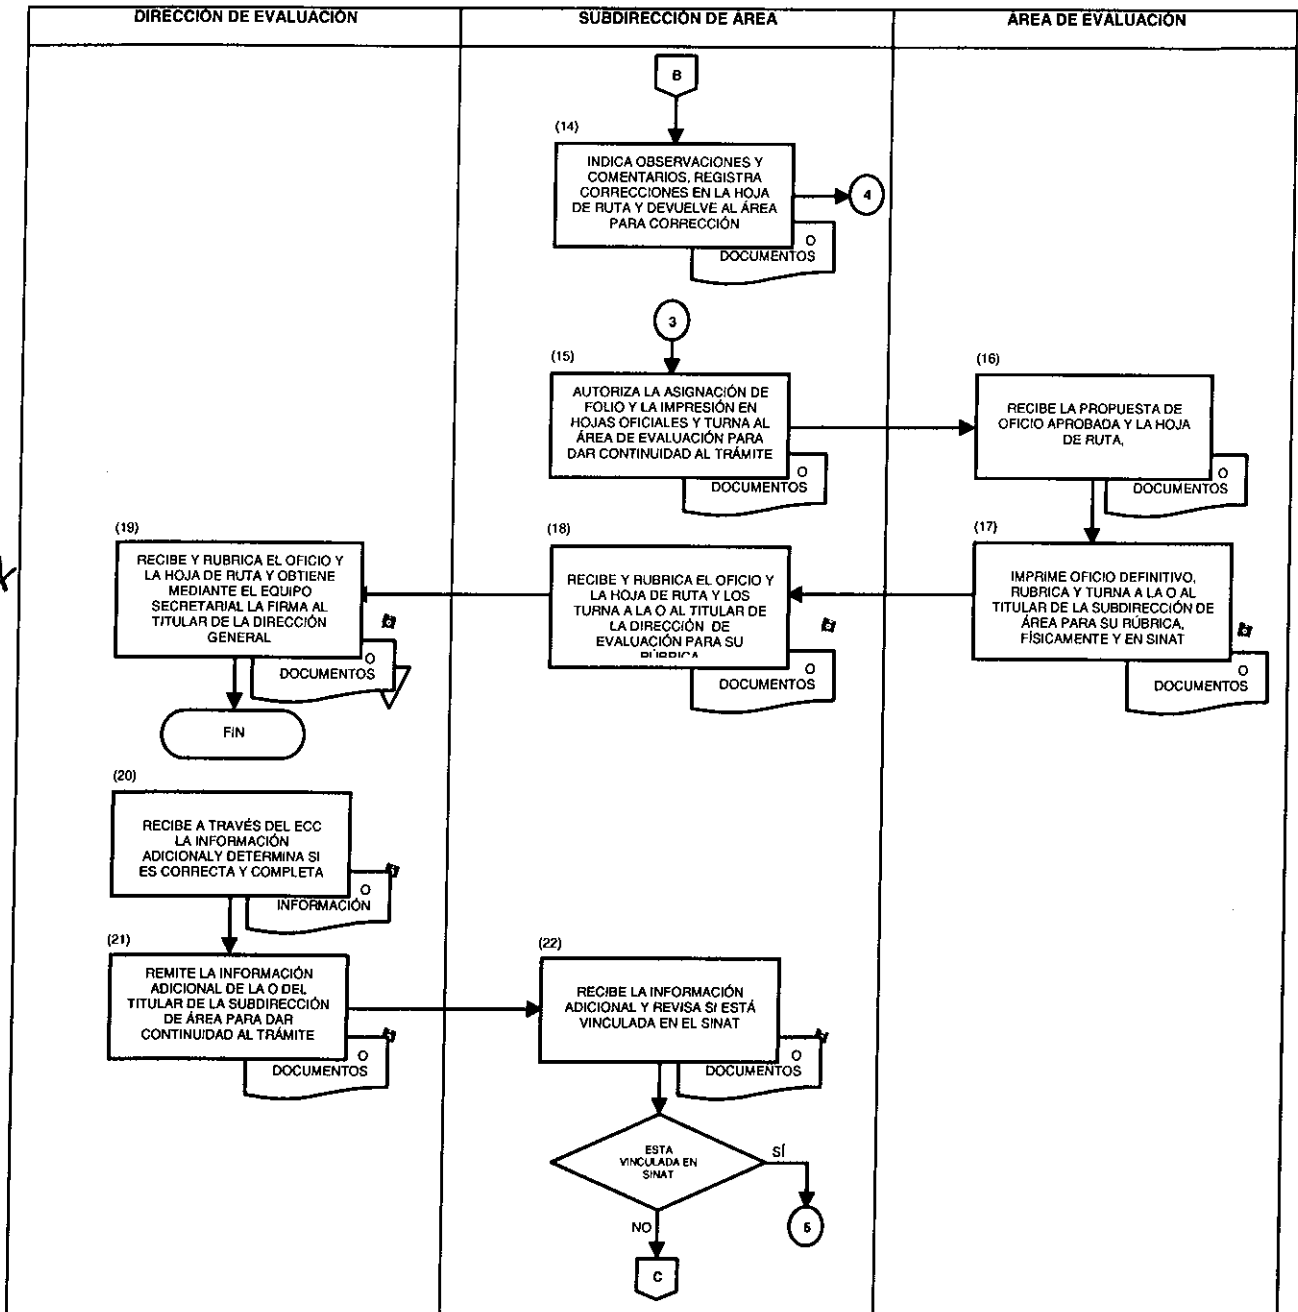 DIRECCIÓN DE EVALUACIÓN
SUBDIRECCIÓN DE ÁREA
ÁREA DE EVALUACIÓN
B
(14)
INDICA OBSERVACIONES Y
COMENTARIOS, REGISTRA
CORRECCIONES EN LA HOJA
DE RUTA Y DEVUELVE AL ÁREA
PARA CORRECCIÓN
4
O
DOCUMENTOS
3
(15)
AUTORIZA LA ASIGNACIÓN DE
FOLIO Y LA IMPRESIÓN EN
HOJAS OFICIALES Y TURNA AL
ÁREA DE EVALUACIÓN PARA
DAR CONTINUIDAD AL TRÁMITE
O
DOCUMENTOS
(16)
RECIBE LA PROPUESTA DE
OFICIO APROBADA Y LA HOJA
DE RUTA,
O
DOCUMENTOS
(17)
IMPRIME OFICIO DEFINITIVO,
RUBRICA Y TURNA A LA O AL
TITULAR DE LA SUBDIRECCIÓN DE
ÁREA PARA SU RÚBRICA,
FÍSICAMENTE Y EN SINAT
O
DOCUMENTOS
(18)
RECIBE Y RUBRICA EL OFICIO Y
LA HOJA DE RUTA Y LOS
TURNA A LA O AL TITULAR DE
LA DIRECCIÓN DE
EVALUACIÓN PARA SU
RÚBRICA
O
DOCUMENTOS
(19)
RECIBE Y RUBRICA EL OFICIO Y
LA HOJA DE RUTA Y OBTIENE
MEDIANTE EL EQUIPO
SECRETARIAL LA FIRMA AL
TITULAR DE LA DIRECCIÓN
GENERAL
O
DOCUMENTOS
FIN
(20)
RECIBE A TRAVÉS DEL ECC
LA INFORMACIÓN
ADICIONALY DETERMINA SI
ES CORRECTA Y COMPLETA
O
INFORMACIÓN
(21)
REMITE LA INFORMACIÓN
ADICIONAL DE LA O DEL
TITULAR DE LA SUBDIRECCIÓN
DE ÁREA PARA DAR
CONTINUIDAD AL TRÁMITE
O
DOCUMENTOS
(22)
RECIBE LA INFORMACIÓN
ADICIONAL Y REVISA SI ESTÁ
VINCULADA EN EL SINAT
O
DOCUMENTOS
ESTA
VINCULADA EN
SINAT
SÍ
5
NO
C